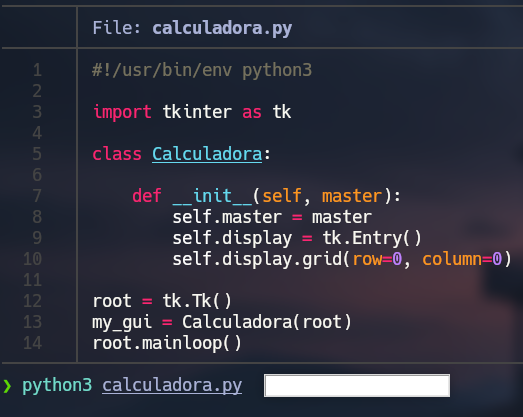 File: calculadora.py
1 #!/usr/bin/env python3
2
3 import tkinter as tk
4
5 class Calculadora:
6
7     def __init__(self, master):
8         self.master = master
9         self.display = tk.Entry()
10         self.display.grid(row=0, column=0)
11
12 root = tk.Tk()
13 my_gui = Calculadora(root)
14 root.mainloop()
❯ python3 calculadora.py